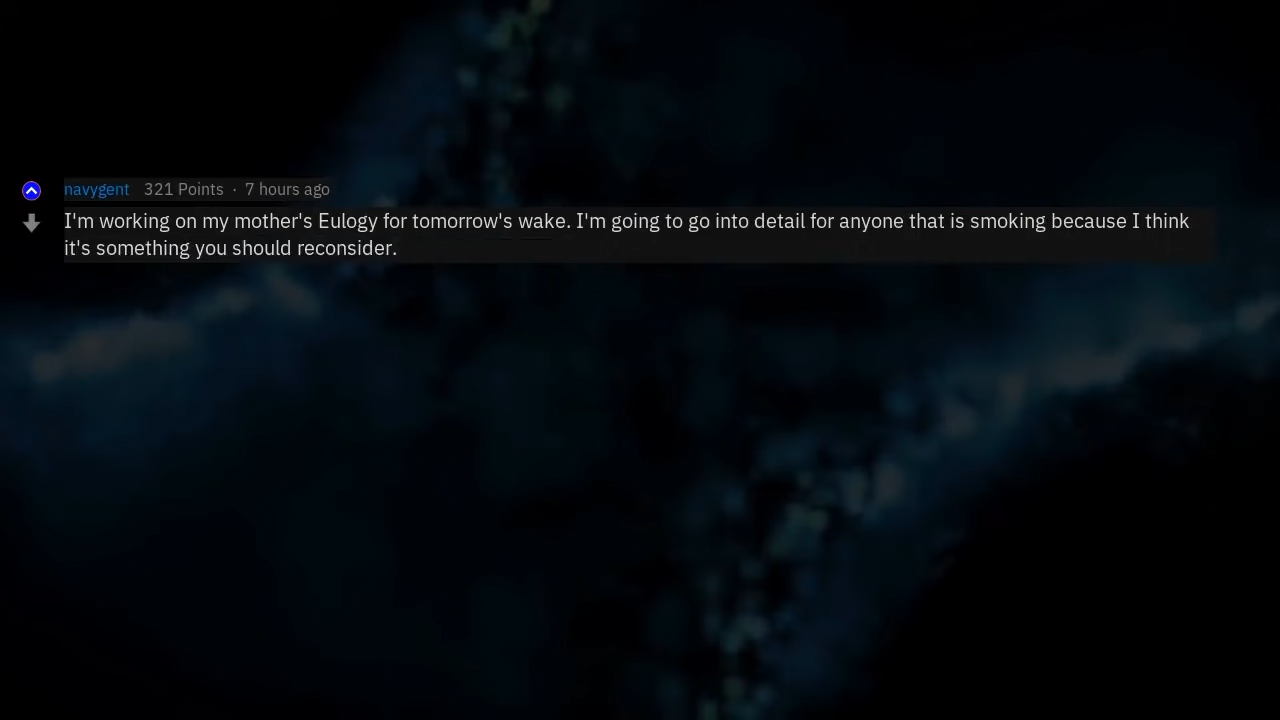 navygent 321 Points · 7 hours ago
I'm working on my mother's Eulogy for tomorrow's wake. I'm going to go into detail for anyone that is smoking because I think
it's something you should reconsider.